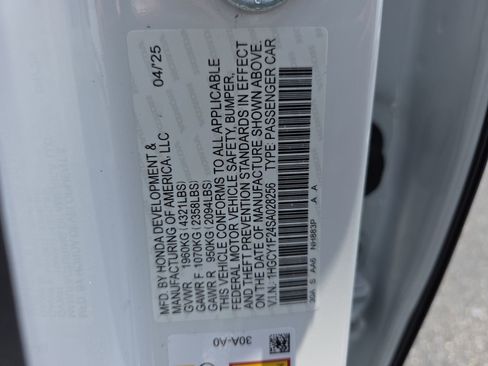 04/'25
MFD. BY HONDA DEVELOPMENT &
MANUFACTURING OF AMERICA, LLC
GVWR 1960KG (4321LBS)
GAWR F 1070KG (2358LBS)
GAWR R 950KG (2094LBS)
THIS VEHICLE CONFORMS TO ALL APPLICABLE
FEDERAL MOTOR VEHICLE SAFETY, BUMPER,
AND THEFT PREVENTION STANDARDS IN EFFECT
ON THE DATE OF MANUFACTURE SHOWN ABOVE.
V.I.N.: 1HGCY1F24SA028256 TYPE: PASSENGER CAR
30A S AA6 NH883P A A
30A-A0